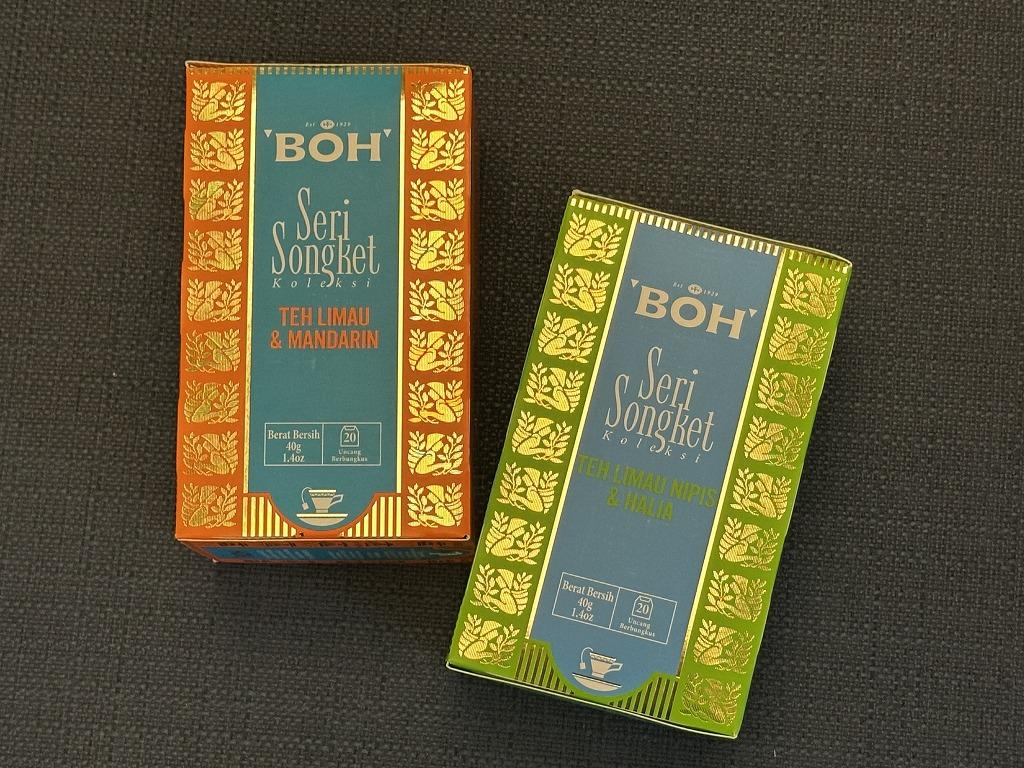 Est 1929
BOH
Seri
Songket
Koleksi
TEH LIMAU
& MANDARIN
Berat Bersih
40g
1.4oz
20
Uncang
Berbungkus
Est 1929
BOH
Seri
Songket
Koleksi
TEH LIMAU NIPIS
& HALIA
Berat Bersih
40g
1.4oz
20
Uncang
Berbungkus